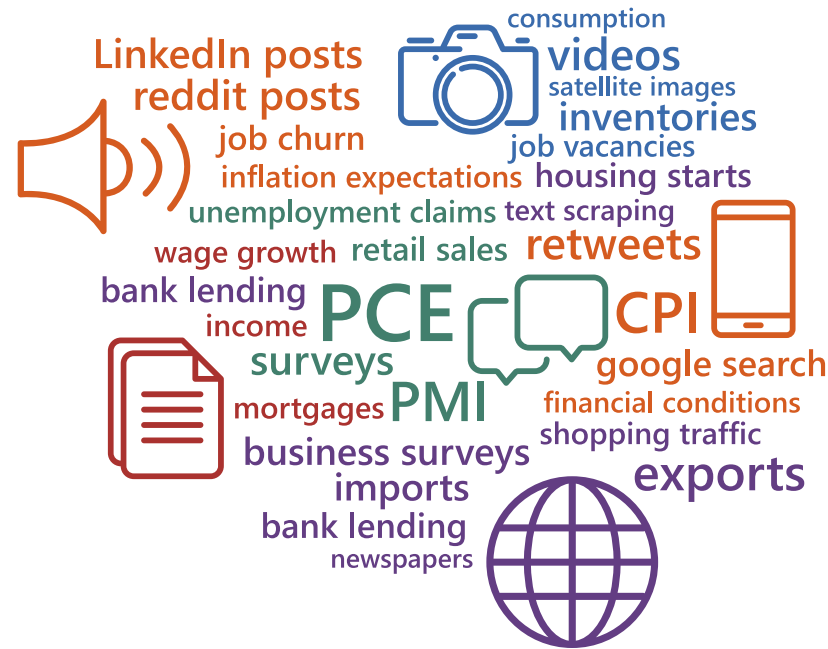 consumption
LinkedIn posts
videos
reddit posts
satellite images
inventories
job churn
job vacancies
inflation expectations
housing starts
unemployment claims
text scraping
wage growth
retail sales
retweets
bank lending
PCE
CPI
income
surveys
google search
mortgages
PMI
financial conditions
shopping traffic
business surveys
exports
imports
bank lending
newspapers